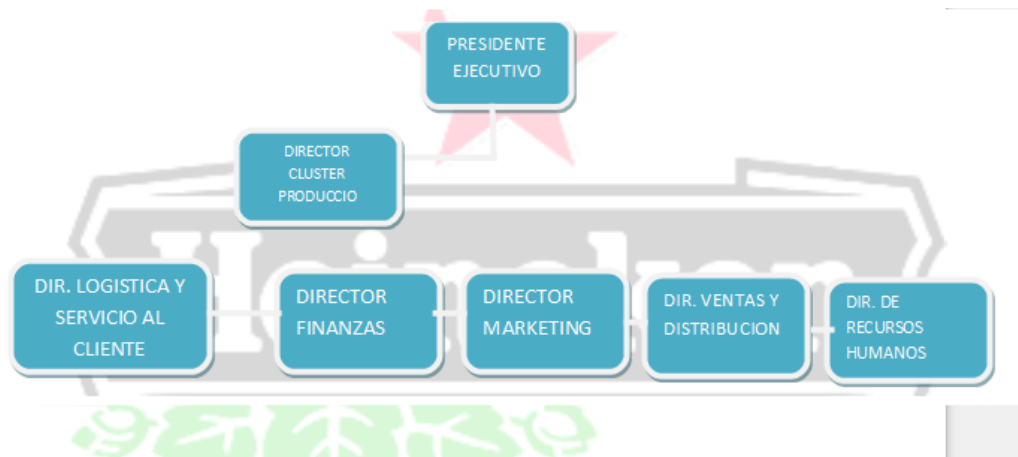 PRESIDENTE
EJECUTIVO
DIRECTOR
CLUSTER
PRODUCCIO
Heineken
DIR. LOGISTICA Y
SERVICIO AL
CLIENTE
DIRECTOR
FINANZAS
DIRECTOR
MARKETING
DIR. VENTAS Y
DISTRIBUCION
DIR. DE
RECURSOS
HUMANOS